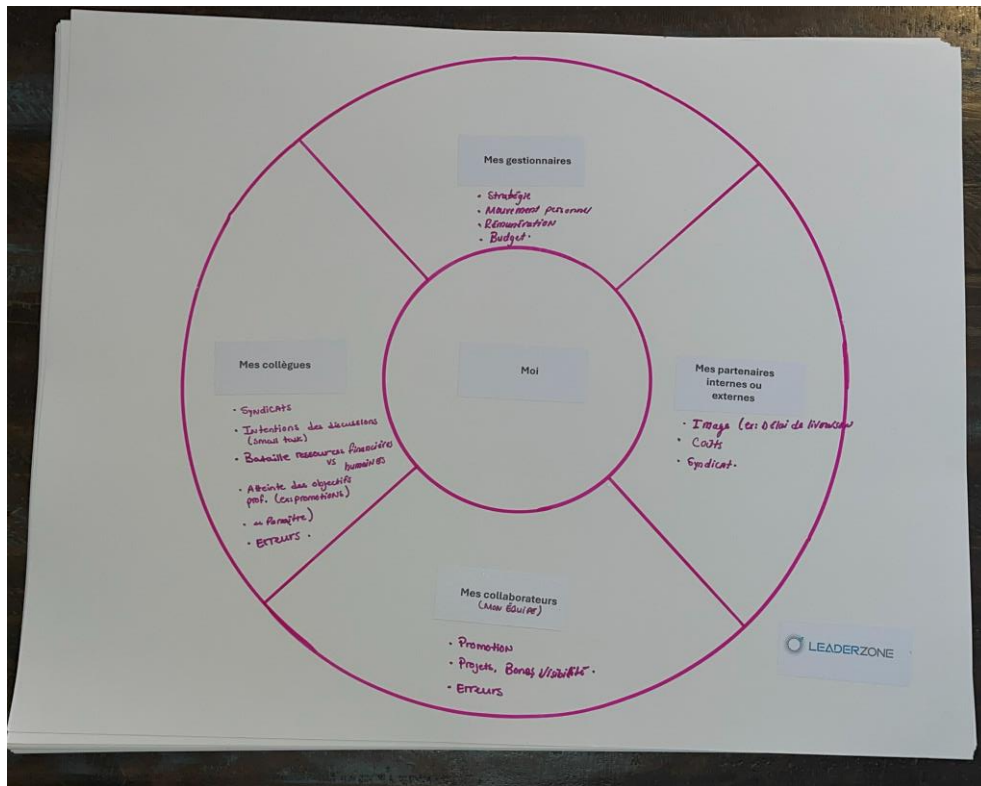 Mes gestionnaires
• Stratégie
• Mouvement personnel
• Rémunération
• Budget.
Mes collègues
• Syndicats
• Intentions des discussions
(small task)
• Bataille ressources financières
vs humaines
• Atteinte des objectifs
prof. (ex: promotions)
• Paraître)
• Erreurs.
Moi
Mes partenaires
internes ou
externes
• Image (ex: Délai de livraison
• Coûts
• Syndicat.
Mes collaborateurs
(Mon Équipe)
• Promotion
• Projets, Bonne Visibilité.
• Erreurs
LEADERZONE